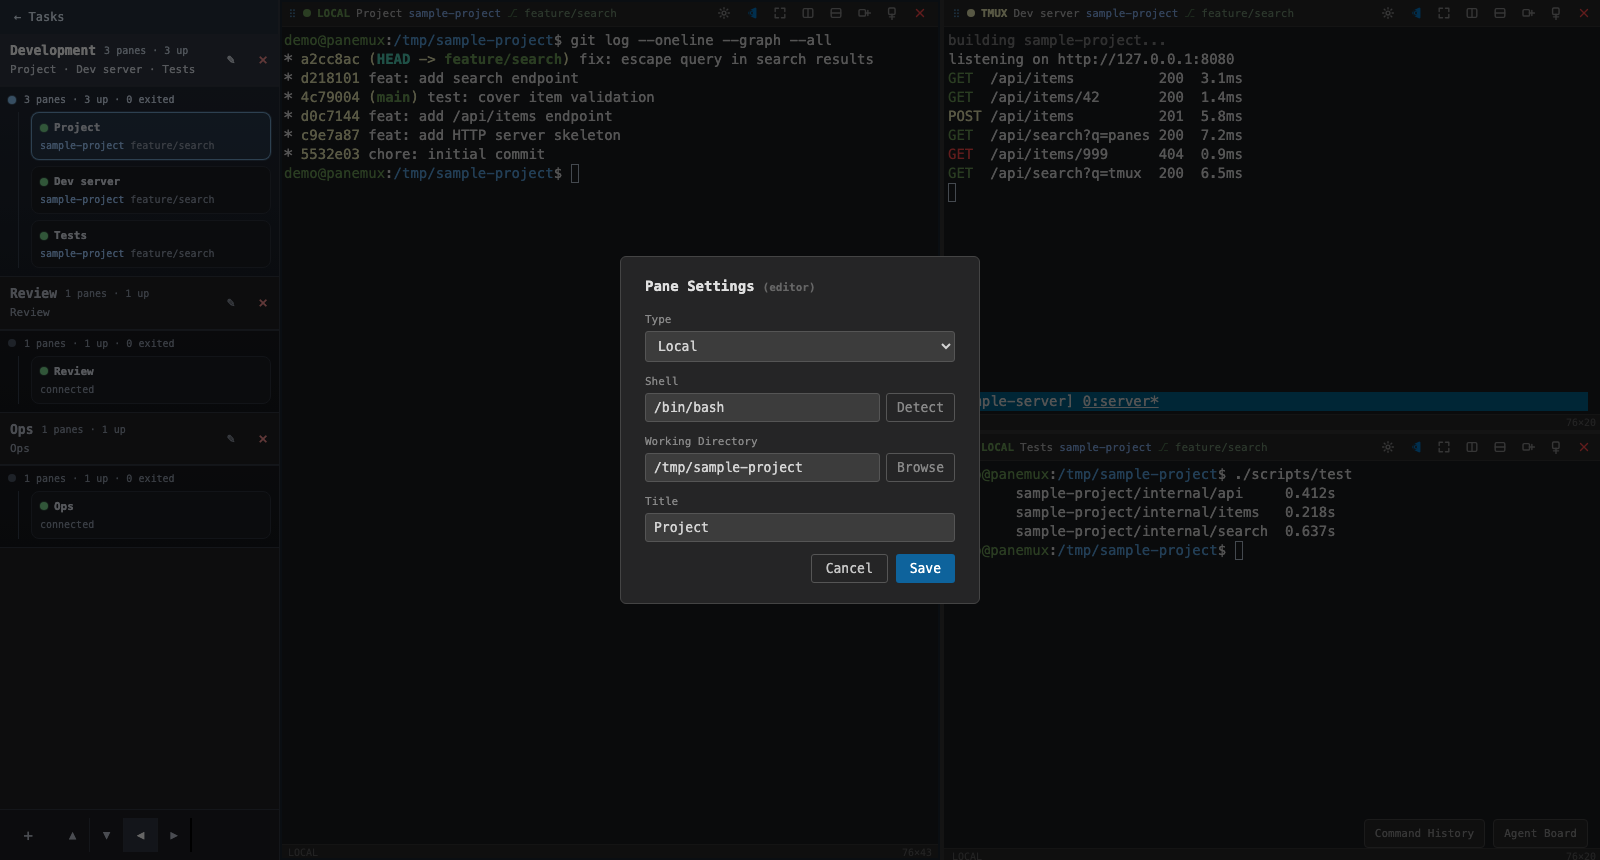 ← Tasks
Development 3 panes · 3 up
Project · Dev server · Tests
3 panes · 3 up · 0 exited
Project
sample-project feature/search
Dev server
sample-project feature/search
Tests
sample-project feature/search
Review 1 panes · 1 up
Review
1 panes · 1 up · 0 exited
Review
connected
Ops 1 panes · 1 up
Ops
1 panes · 1 up · 0 exited
Ops
connected
LOCAL Project sample-project feature/search
demo@panemux:/tmp/sample-project$ git log --oneline --graph --all
* a2cc8ac (HEAD -> feature/search) fix: escape query in search results
* d218101 feat: add search endpoint
* 4c79004 (main) test: cover item validation
* d0c7144 feat: add /api/items endpoint
* c9e7a87 feat: add HTTP server skeleton
* 5532e03 chore: initial commit
demo@panemux:/tmp/sample-project$
LOCAL 76×43
TMUX Dev server sample-project feature/search
building sample-project...
listening on http://127.0.0.1:8080
GET /api/items 200 3.1ms
GET /api/items/42 200 1.4ms
POST /api/items 201 5.8ms
GET /api/search?q=panes 200 7.2ms
GET /api/items/999 404 0.9ms
GET /api/search?q=tmux 200 6.5ms
ple-server] 0:server*
76×20
LOCAL Tests sample-project feature/search
@panemux:/tmp/sample-project$ ./scripts/test
sample-project/internal/api 0.412s
sample-project/internal/items 0.218s
sample-project/internal/search 0.637s
@panemux:/tmp/sample-project$
Command History
Agent Board
LOCAL 76×20
Pane Settings (editor)
Type
Local
Shell
/bin/bash
Detect
Working Directory
/tmp/sample-project
Browse
Title
Project
Cancel
Save